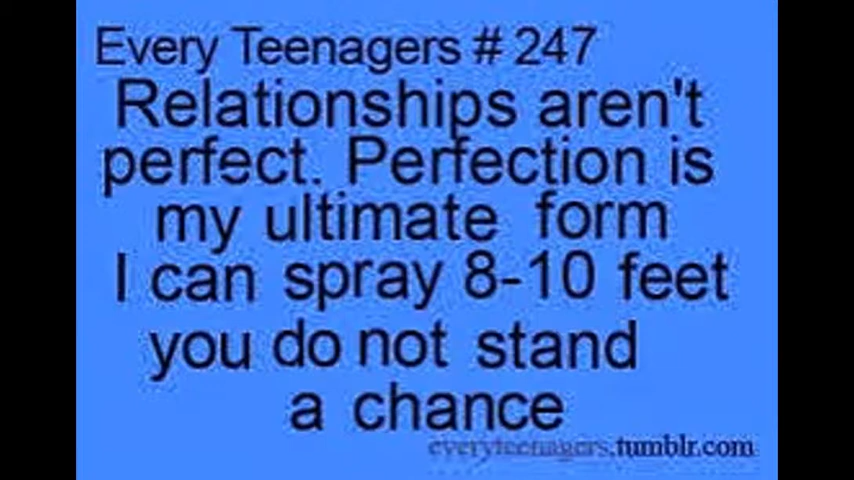 Every Teenagers # 247
Relationships aren't
perfect. Perfection is
my ultimate form
I can spray 8-10 feet
you do not stand
a chance
everyteenagers.tumblr.com